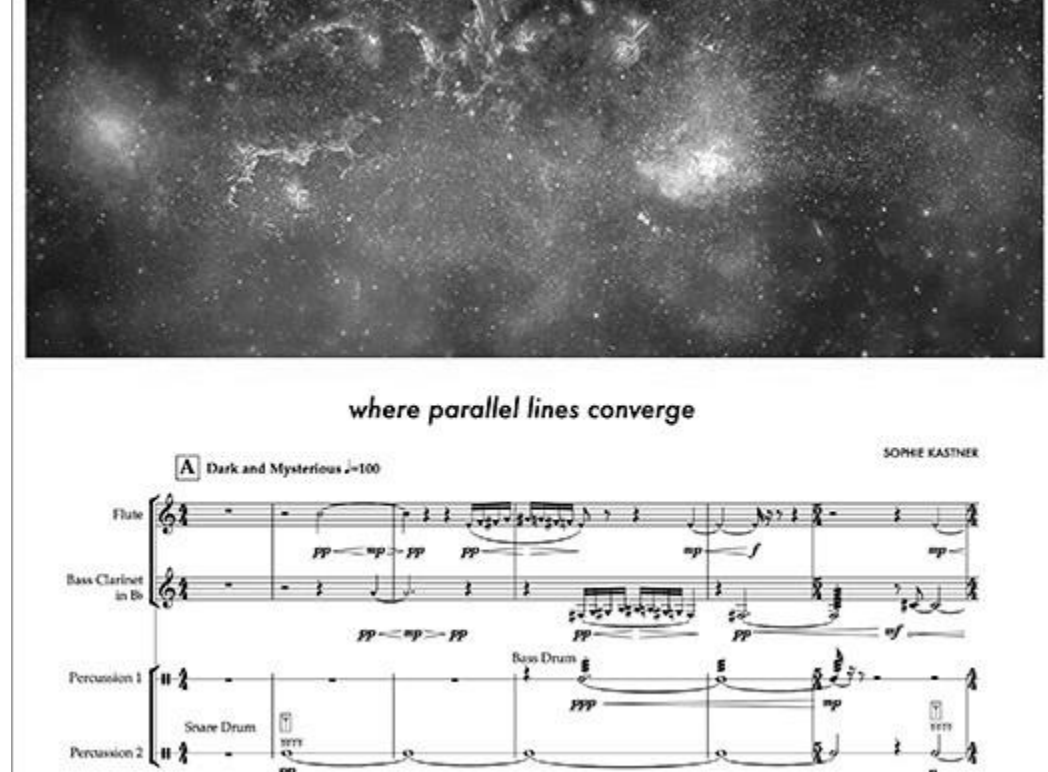 where parallel lines converge
SOPHIE KASTNER
A Dark and Mysterious ♩=100
Flute
pp mp pp pp mp f mp
Bass Clarinet
in B♭
pp mp pp pp pp mf
Bass Drum
Percussion 1
ppp mp
Snare Drum
Percussion 2
pp